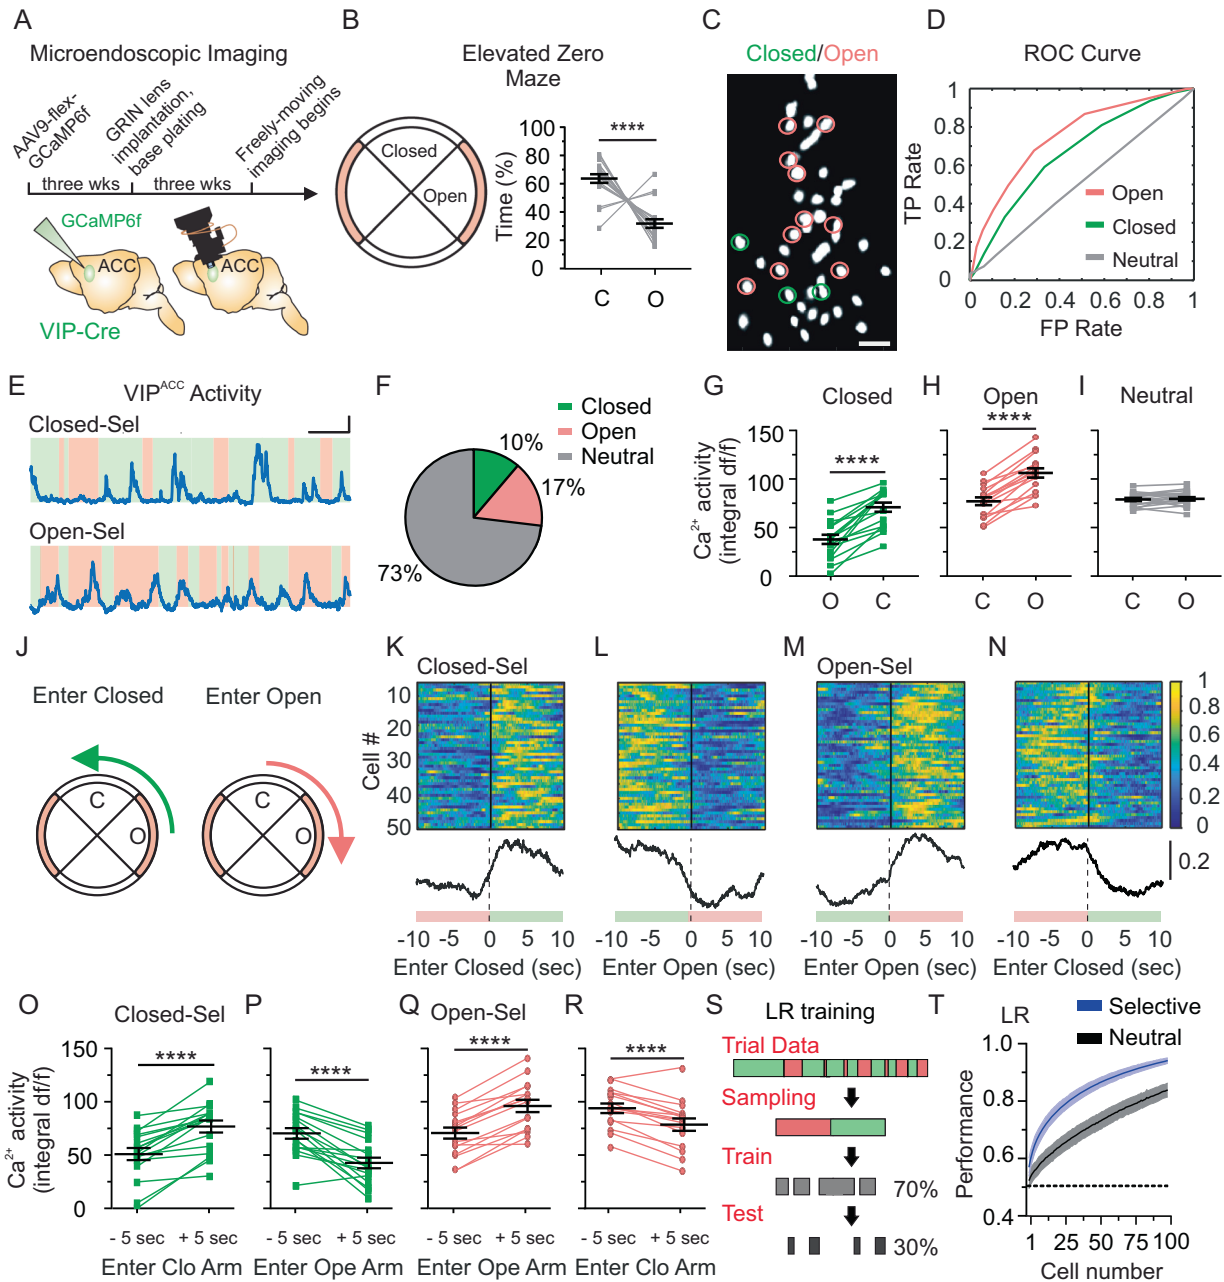 A
Microendoscopic Imaging
AAV9-flex-
GCaMP6f
GRIN lens
implantation,
base plating
Freely-moving
imaging begins
three wks
three wks
GCaMP6f
ACC
ACC
VIP-Cre
B
Elevated Zero
Maze
Closed
Open
Time (%)
100
80
60
40
20
0
****
C
O
C
Closed/Open
D
ROC Curve
TP Rate
1
0.8
0.6
0.4
0.2
0
Open
Closed
Neutral
0.2
0.4
0.6
0.8
1
FP Rate
E
VIP^ACC Activity
Closed-Sel
Open-Sel
F
Closed
Open
Neutral
10%
17%
73%
G
Closed
Ca2+ activity
(integral df/f)
150
100
50
0
****
O
C
H
Open
****
C
O
I
Neutral
C
O
J
Enter Closed
Enter Open
C
O
C
O
K
Closed-Sel
Cell #
10
20
30
40
50
-10 -5 0 5 10
Enter Closed (sec)
L
-10 -5 0 5 10
Enter Open (sec)
M
Open-Sel
-10 -5 0 5 10
Enter Open (sec)
N
1
0.8
0.6
0.4
0.2
0
0.2
-10 -5 0 5 10
Enter Closed (sec)
O
Closed-Sel
Ca2+ activity
(integral df/f)
150
100
50
0
****
- 5 sec + 5 sec
Enter Clo Arm
P
****
- 5 sec + 5 sec
Enter Ope Arm
Q
Open-Sel
****
- 5 sec + 5 sec
Enter Ope Arm
R
****
- 5 sec + 5 sec
Enter Clo Arm
S
LR training
Trial Data
Sampling
Train
70%
Test
30%
T
LR
Selective
Neutral
Performance
1.0
0.8
0.6
0.4
1 25 50 75 100
Cell number